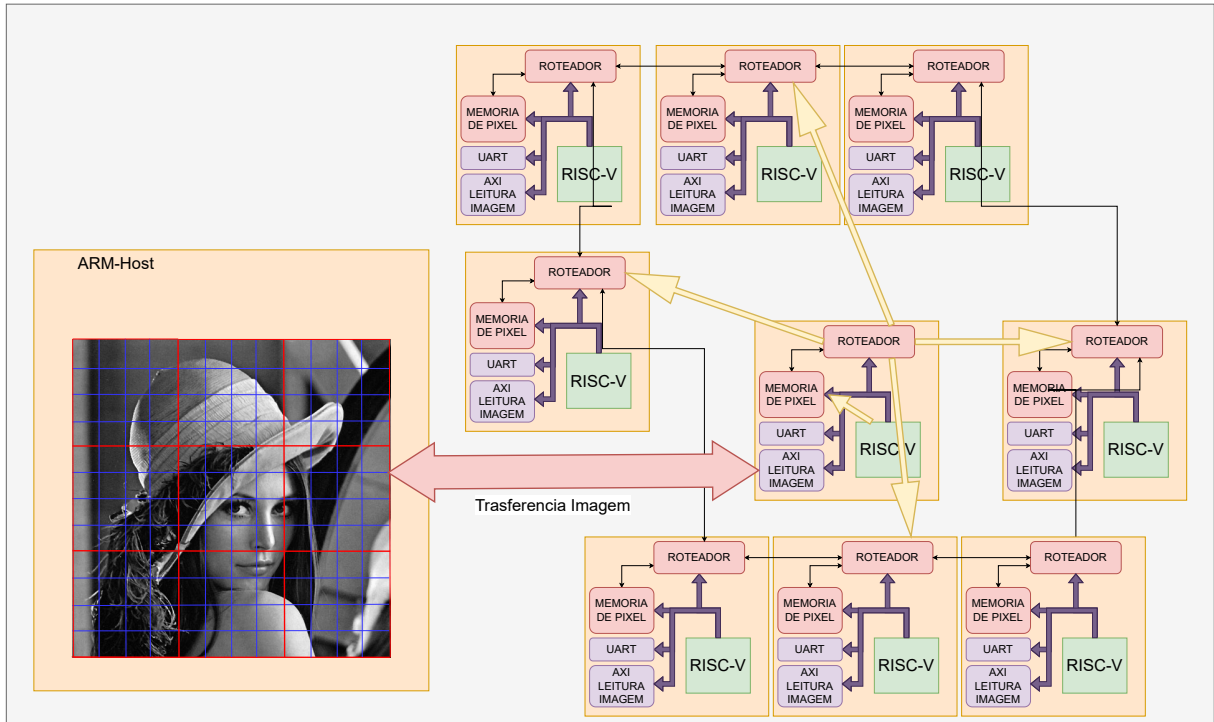 ROTEADOR
MEMORIA
DE PIXEL
UART
AXI
LEITURA
IMAGEM
RISC-V
ROTEADOR
MEMORIA
DE PIXEL
UART
AXI
LEITURA
IMAGEM
RISC-V
ROTEADOR
MEMORIA
DE PIXEL
UART
AXI
LEITURA
IMAGEM
RISC-V
ARM-Host
ROTEADOR
MEMORIA
DE PIXEL
UART
AXI
LEITURA
IMAGEM
RISC-V
ROTEADOR
MEMORIA
DE PIXEL
UART
AXI
LEITURA
IMAGEM
RISC-V
ROTEADOR
MEMORIA
DE PIXEL
UART
AXI
LEITURA
IMAGEM
RISC-V
Trasferencia Imagem
ROTEADOR
MEMORIA
DE PIXEL
UART
AXI
LEITURA
IMAGEM
RISC-V
ROTEADOR
MEMORIA
DE PIXEL
UART
AXI
LEITURA
IMAGEM
RISC-V
ROTEADOR
MEMORIA
DE PIXEL
UART
AXI
LEITURA
IMAGEM
RISC-V